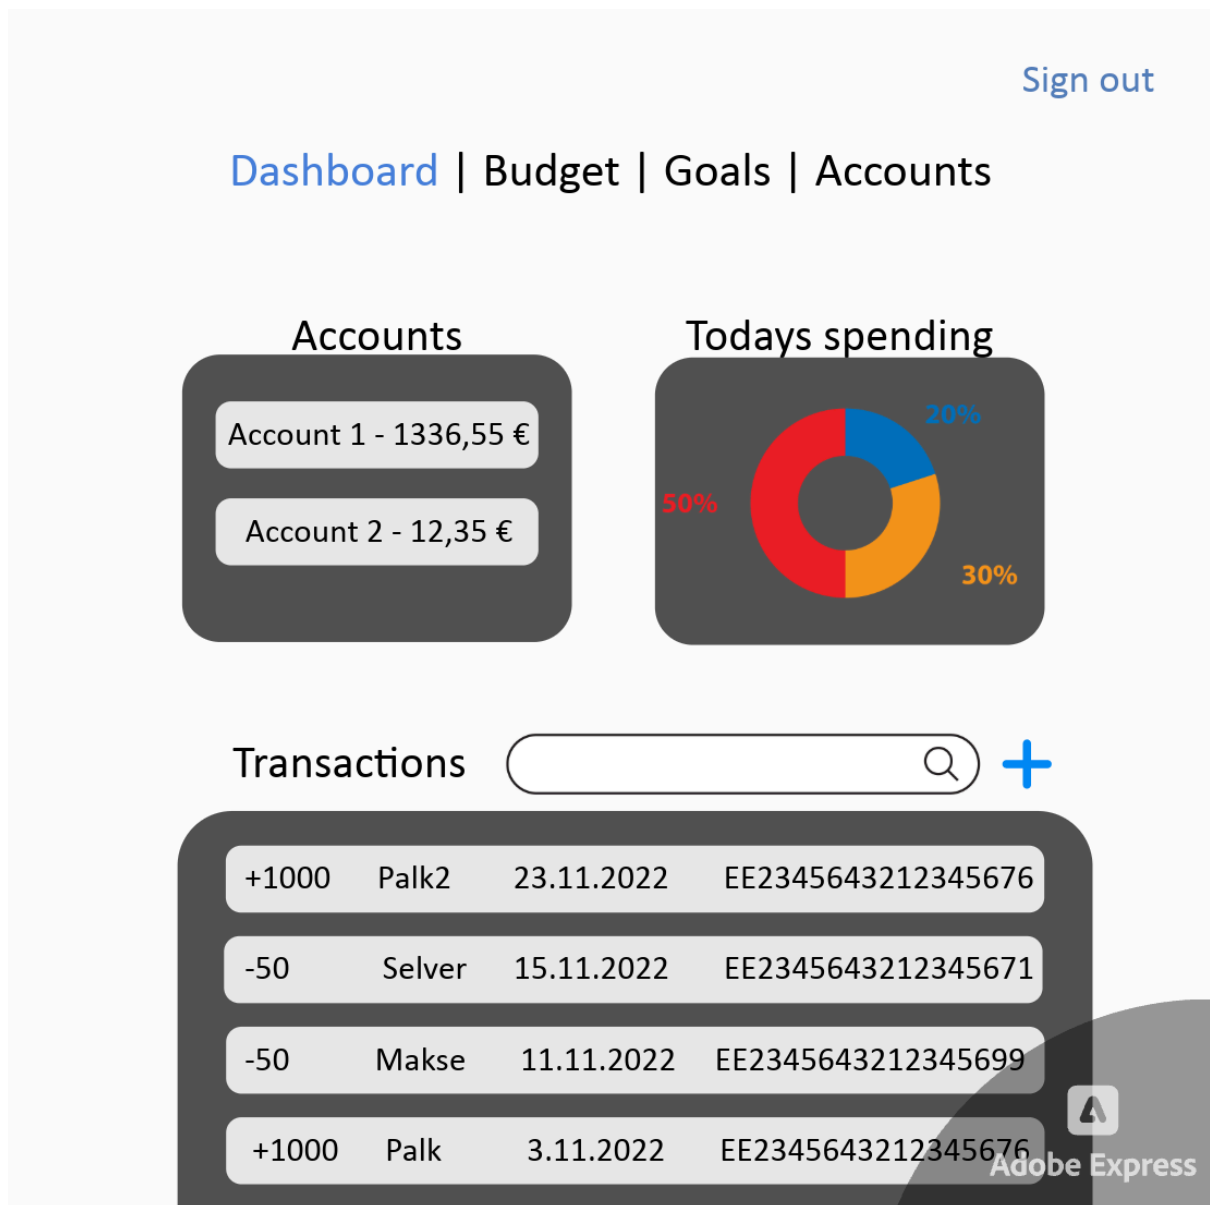 Sign out
Dashboard | Budget | Goals | Accounts
Accounts
Account 1 - 1336,55 €
Account 2 - 12,35 €
Todays spending
20%
50%
30%
Transactions
+1000 Palk2 23.11.2022 EE2345643212345676
-50 Selver 15.11.2022 EE2345643212345671
-50 Makse 11.11.2022 EE2345643212345699
+1000 Palk 3.11.2022 EE2345643212345676
Adobe Express